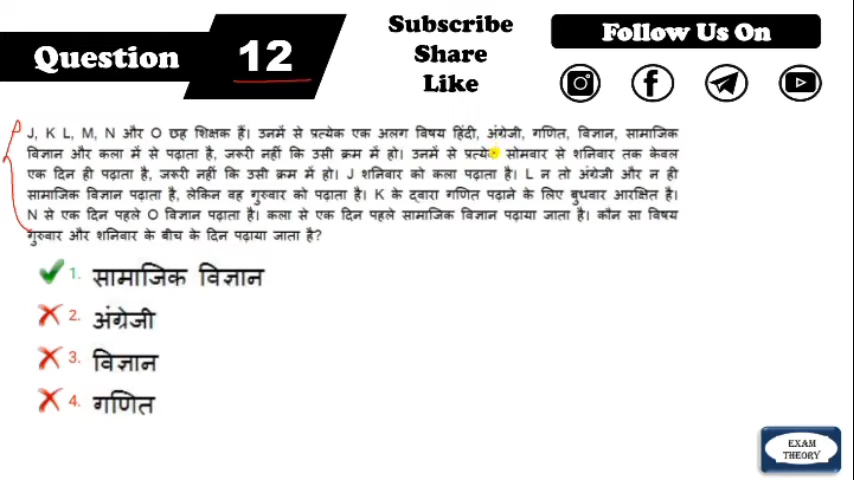 Question 12
Subscribe
Share
Like
Follow Us On
J, K L, M, N और O छह शिक्षक हैं। उनमें से प्रत्येक एक अलग विषय हिंदी, अंग्रेजी, गणित, विज्ञान, सामाजिक
विज्ञान और कला में से पढ़ाता है, जरूरी नहीं कि उसी क्रम में हो। उनमें से प्रत्येक सोमवार से शनिवार तक केवल
एक दिन ही पढ़ाता है, जरूरी नहीं कि उसी क्रम में हो। J शनिवार को कला पढ़ाता है। L न तो अंग्रेजी और न ही
सामाजिक विज्ञान पढ़ाता है, लेकिन वह गुरुवार को पढ़ाता है। K के द्वारा गणित पढ़ाने के लिए बुधवार आरक्षित है।
N से एक दिन पहले O विज्ञान पढ़ाता है। कला से एक दिन पहले सामाजिक विज्ञान पढ़ाया जाता है। कौन सा विषय
गुरुवार और शनिवार के बीच के दिन पढ़ाया जाता है?
1. सामाजिक विज्ञान
2. अंग्रेजी
3. विज्ञान
4. गणित
EXAM
THEORY